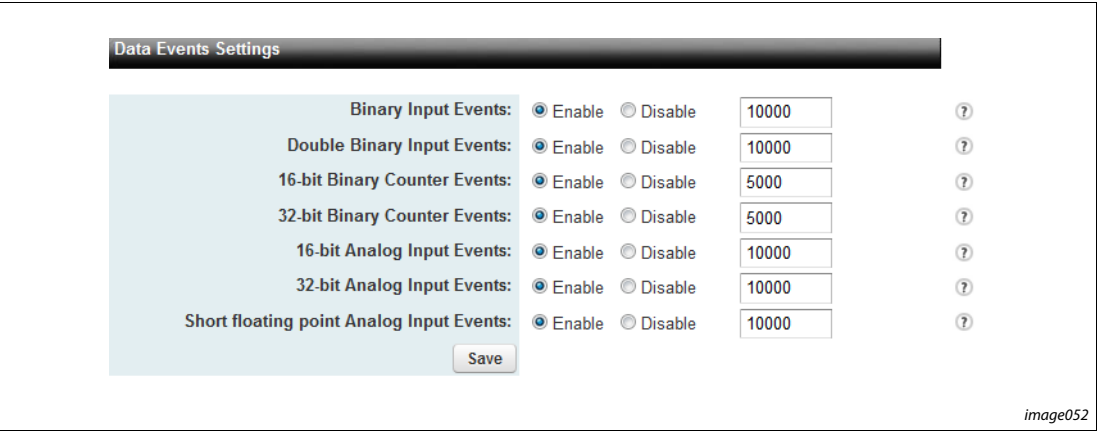 Data Events Settings
Binary Input Events: Enable Disable 10000 ?
Double Binary Input Events: Enable Disable 10000 ?
16-bit Binary Counter Events: Enable Disable 5000 ?
32-bit Binary Counter Events: Enable Disable 5000 ?
16-bit Analog Input Events: Enable Disable 10000 ?
32-bit Analog Input Events: Enable Disable 10000 ?
Short floating point Analog Input Events: Enable Disable 10000 ?
Save
image052